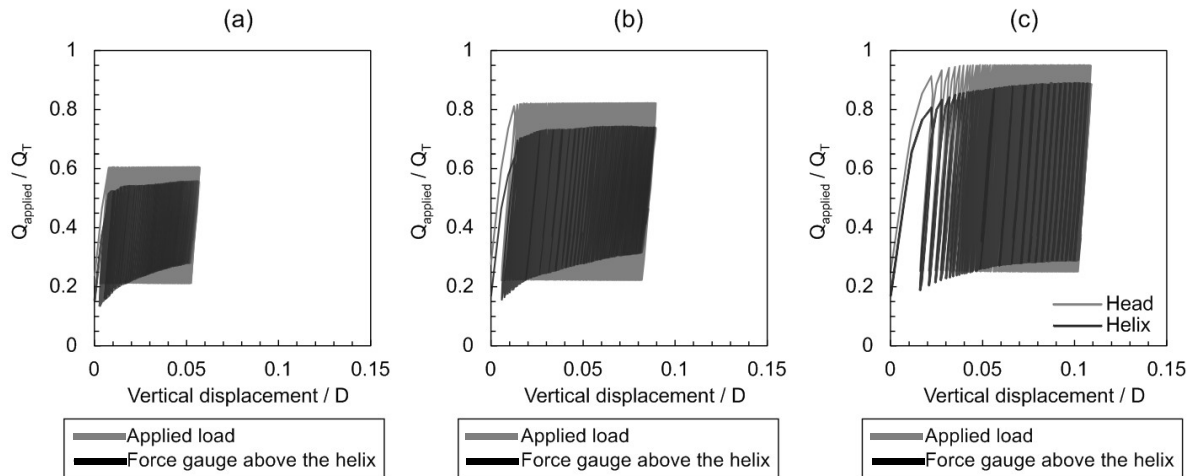 (a)
(b)
(c)
1
0.8
0.6
0.4
0.2
0
Q_applied / Q_T
0
0.05
0.1
0.15
Vertical displacement / D
1
0.8
0.6
0.4
0.2
0
Q_applied / Q_T
0
0.05
0.1
0.15
Vertical displacement / D
1
0.8
0.6
0.4
0.2
0
Q_applied / Q_T
Head
Helix
0
0.05
0.1
0.15
Vertical displacement / D
Applied load
Force gauge above the helix
Applied load
Force gauge above the helix
Applied load
Force gauge above the helix